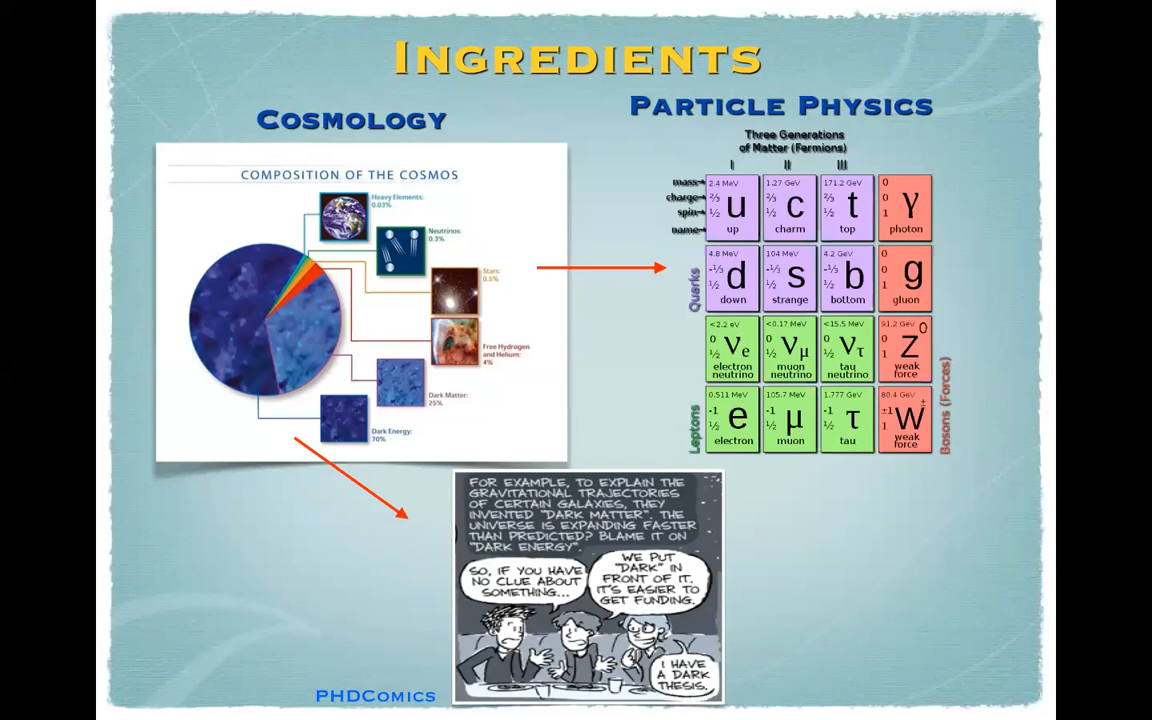 INGREDIENTS
COSMOLOGY
COMPOSITION OF THE COSMOS
Heavy Elements:
0.03%
Neutrinos:
0.3%
Stars:
0.5%
Free Hydrogen
and Helium:
4%
Dark Matter:
25%
Dark Energy:
70%
PARTICLE PHYSICS
Three Generations
of Matter (Fermions)
I II III
mass→
charge→
spin→
name→
2.4 MeV
⅔
½
u
up
1.27 GeV
⅔
½
c
charm
171.2 GeV
⅔
½
t
top
0
0
1
γ
photon
Quarks
4.8 MeV
-⅓
½
d
down
104 MeV
-⅓
½
s
strange
4.2 GeV
-⅓
½
b
bottom
0
0
1
g
gluon
<2.2 eV
0
½
νe
electron
neutrino
<0.17 MeV
0
½
νμ
muon
neutrino
<15.5 MeV
0
½
ντ
tau
neutrino
91.2 GeV
0
1
Z0
weak
force
Leptons
0.511 MeV
-1
½
e
electron
105.7 MeV
-1
½
μ
muon
1.777 GeV
-1
½
τ
tau
80.4 GeV
±1
1
W±
weak
force
Bosons (Forces)
FOR EXAMPLE, TO EXPLAIN THE
GRAVITATIONAL TRAJECTORIES
OF CERTAIN GALAXIES, THEY
INVENTED "DARK MATTER". THE
UNIVERSE IS EXPANDING FASTER
THAN PREDICTED? BLAME IT ON
"DARK ENERGY".
SO, IF YOU HAVE
NO CLUE ABOUT
SOMETHING...
WE PUT
"DARK" IN
FRONT OF IT.
IT'S EASIER TO
GET FUNDING.
I HAVE
A DARK
THESIS.
PHDCOMICS